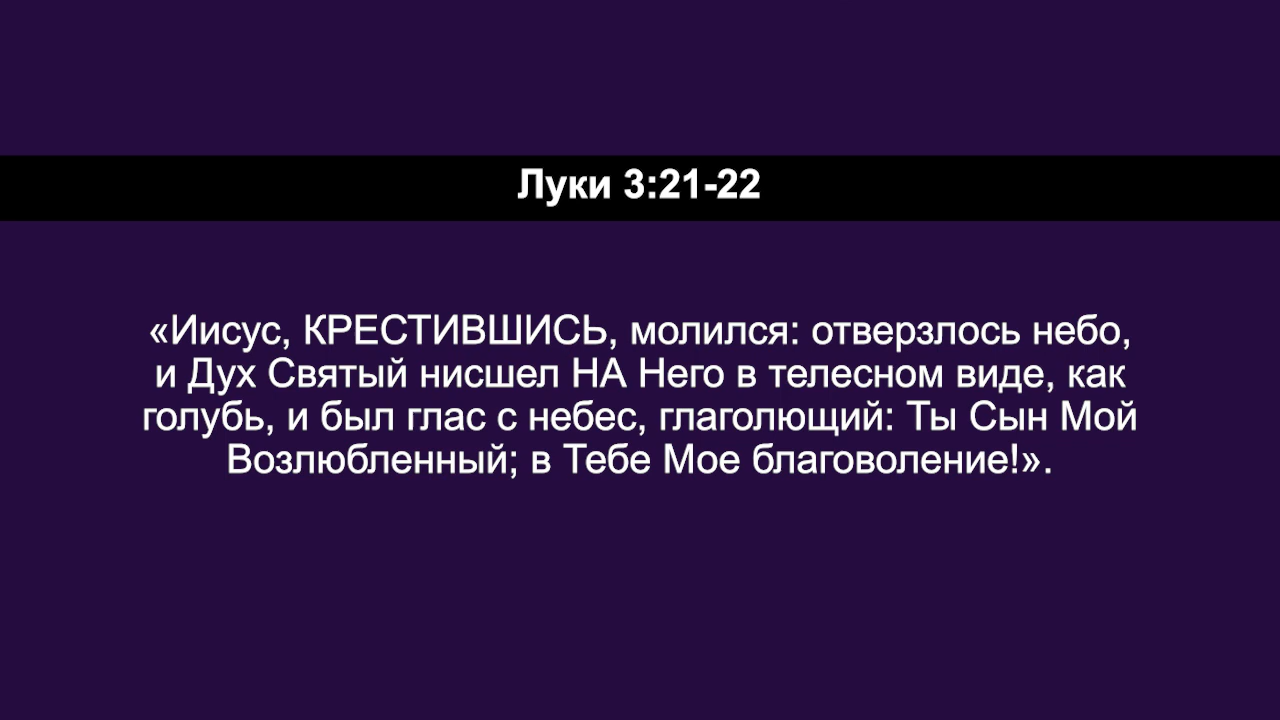 Луки 3:21-22
«Иисус, КРЕСТИВШИСЬ, молился: отверзлось небо,
и Дух Святый нисшел НА Него в телесном виде, как
голубь, и был глас с небес, глаголющий: Ты Сын Мой
Возлюбленный; в Тебе Мое благоволение!».